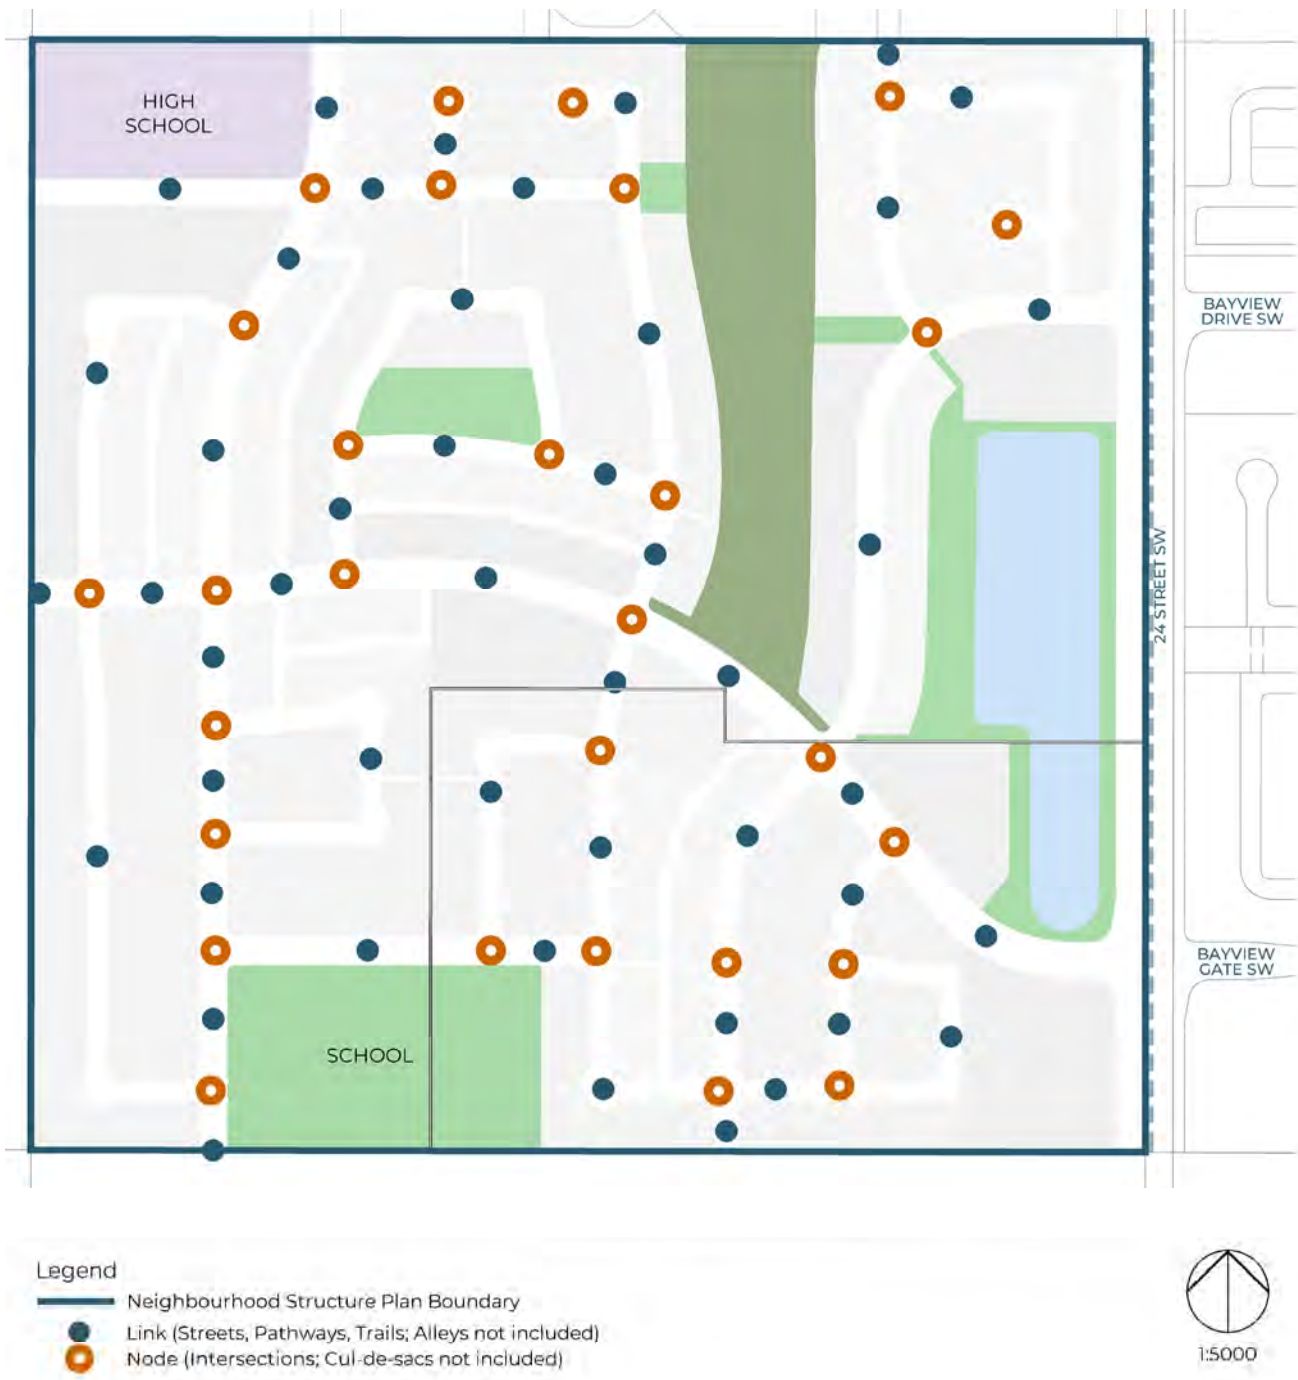 HIGH
SCHOOL
BAYVIEW
DRIVE SW
24 STREET SW
BAYVIEW
GATE SW
SCHOOL
Legend
Neighbourhood Structure Plan Boundary
Link (Streets, Pathways, Trails; Alleys not included)
Node (Intersections; Cul-de-sacs not included)
1:5000